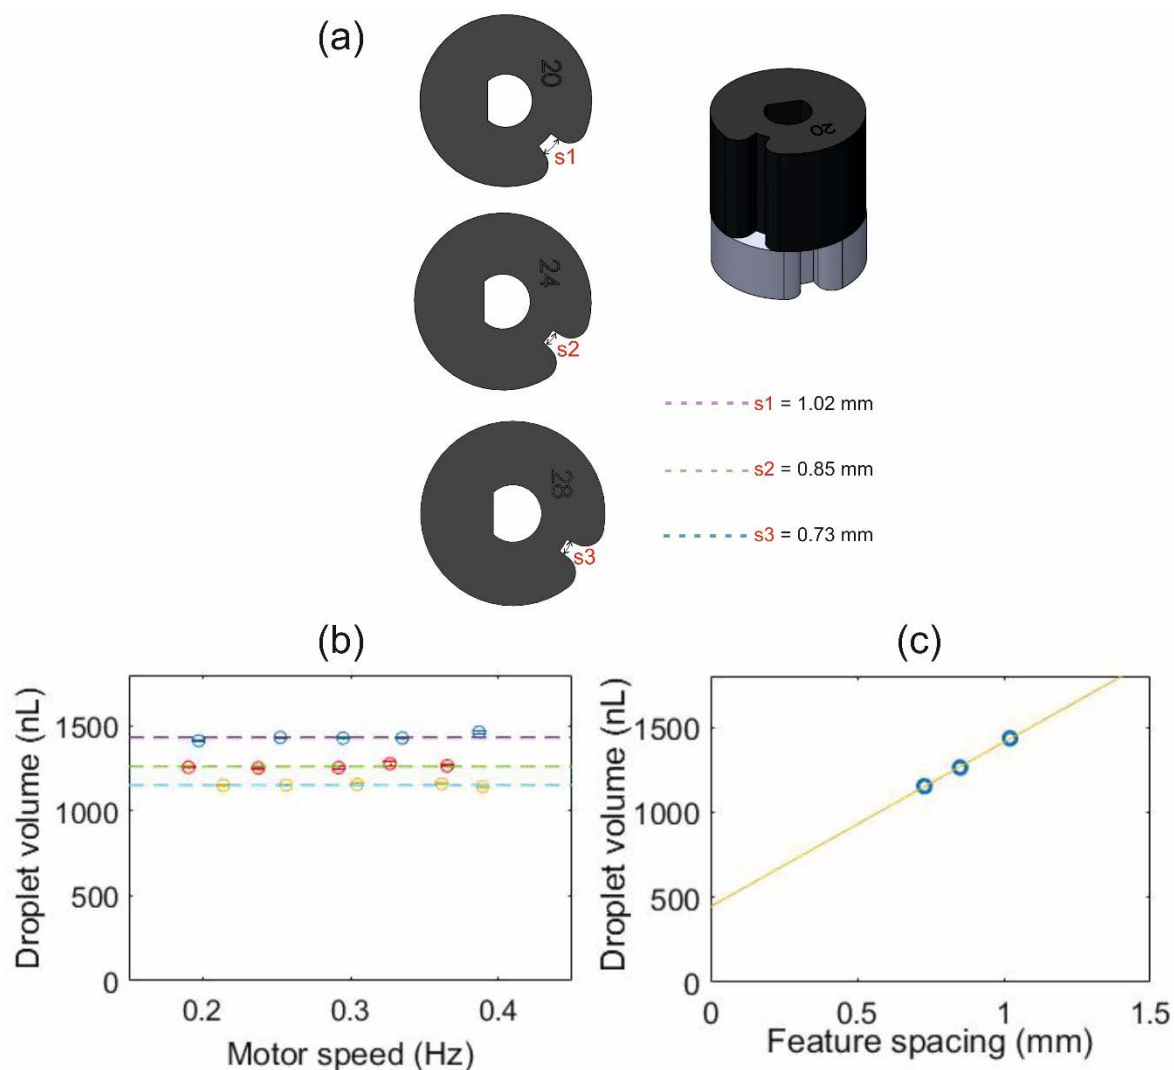 (a)
20
s1
20
24
s2
s1 = 1.02 mm
s2 = 0.85 mm
s3 = 0.73 mm
28
s3
(b)
Droplet volume (nL)
1500
1000
500
0
0.2 0.3 0.4
Motor speed (Hz)
(c)
Droplet volume (nL)
1500
1000
500
0
0 0.5 1 1.5
Feature spacing (mm)